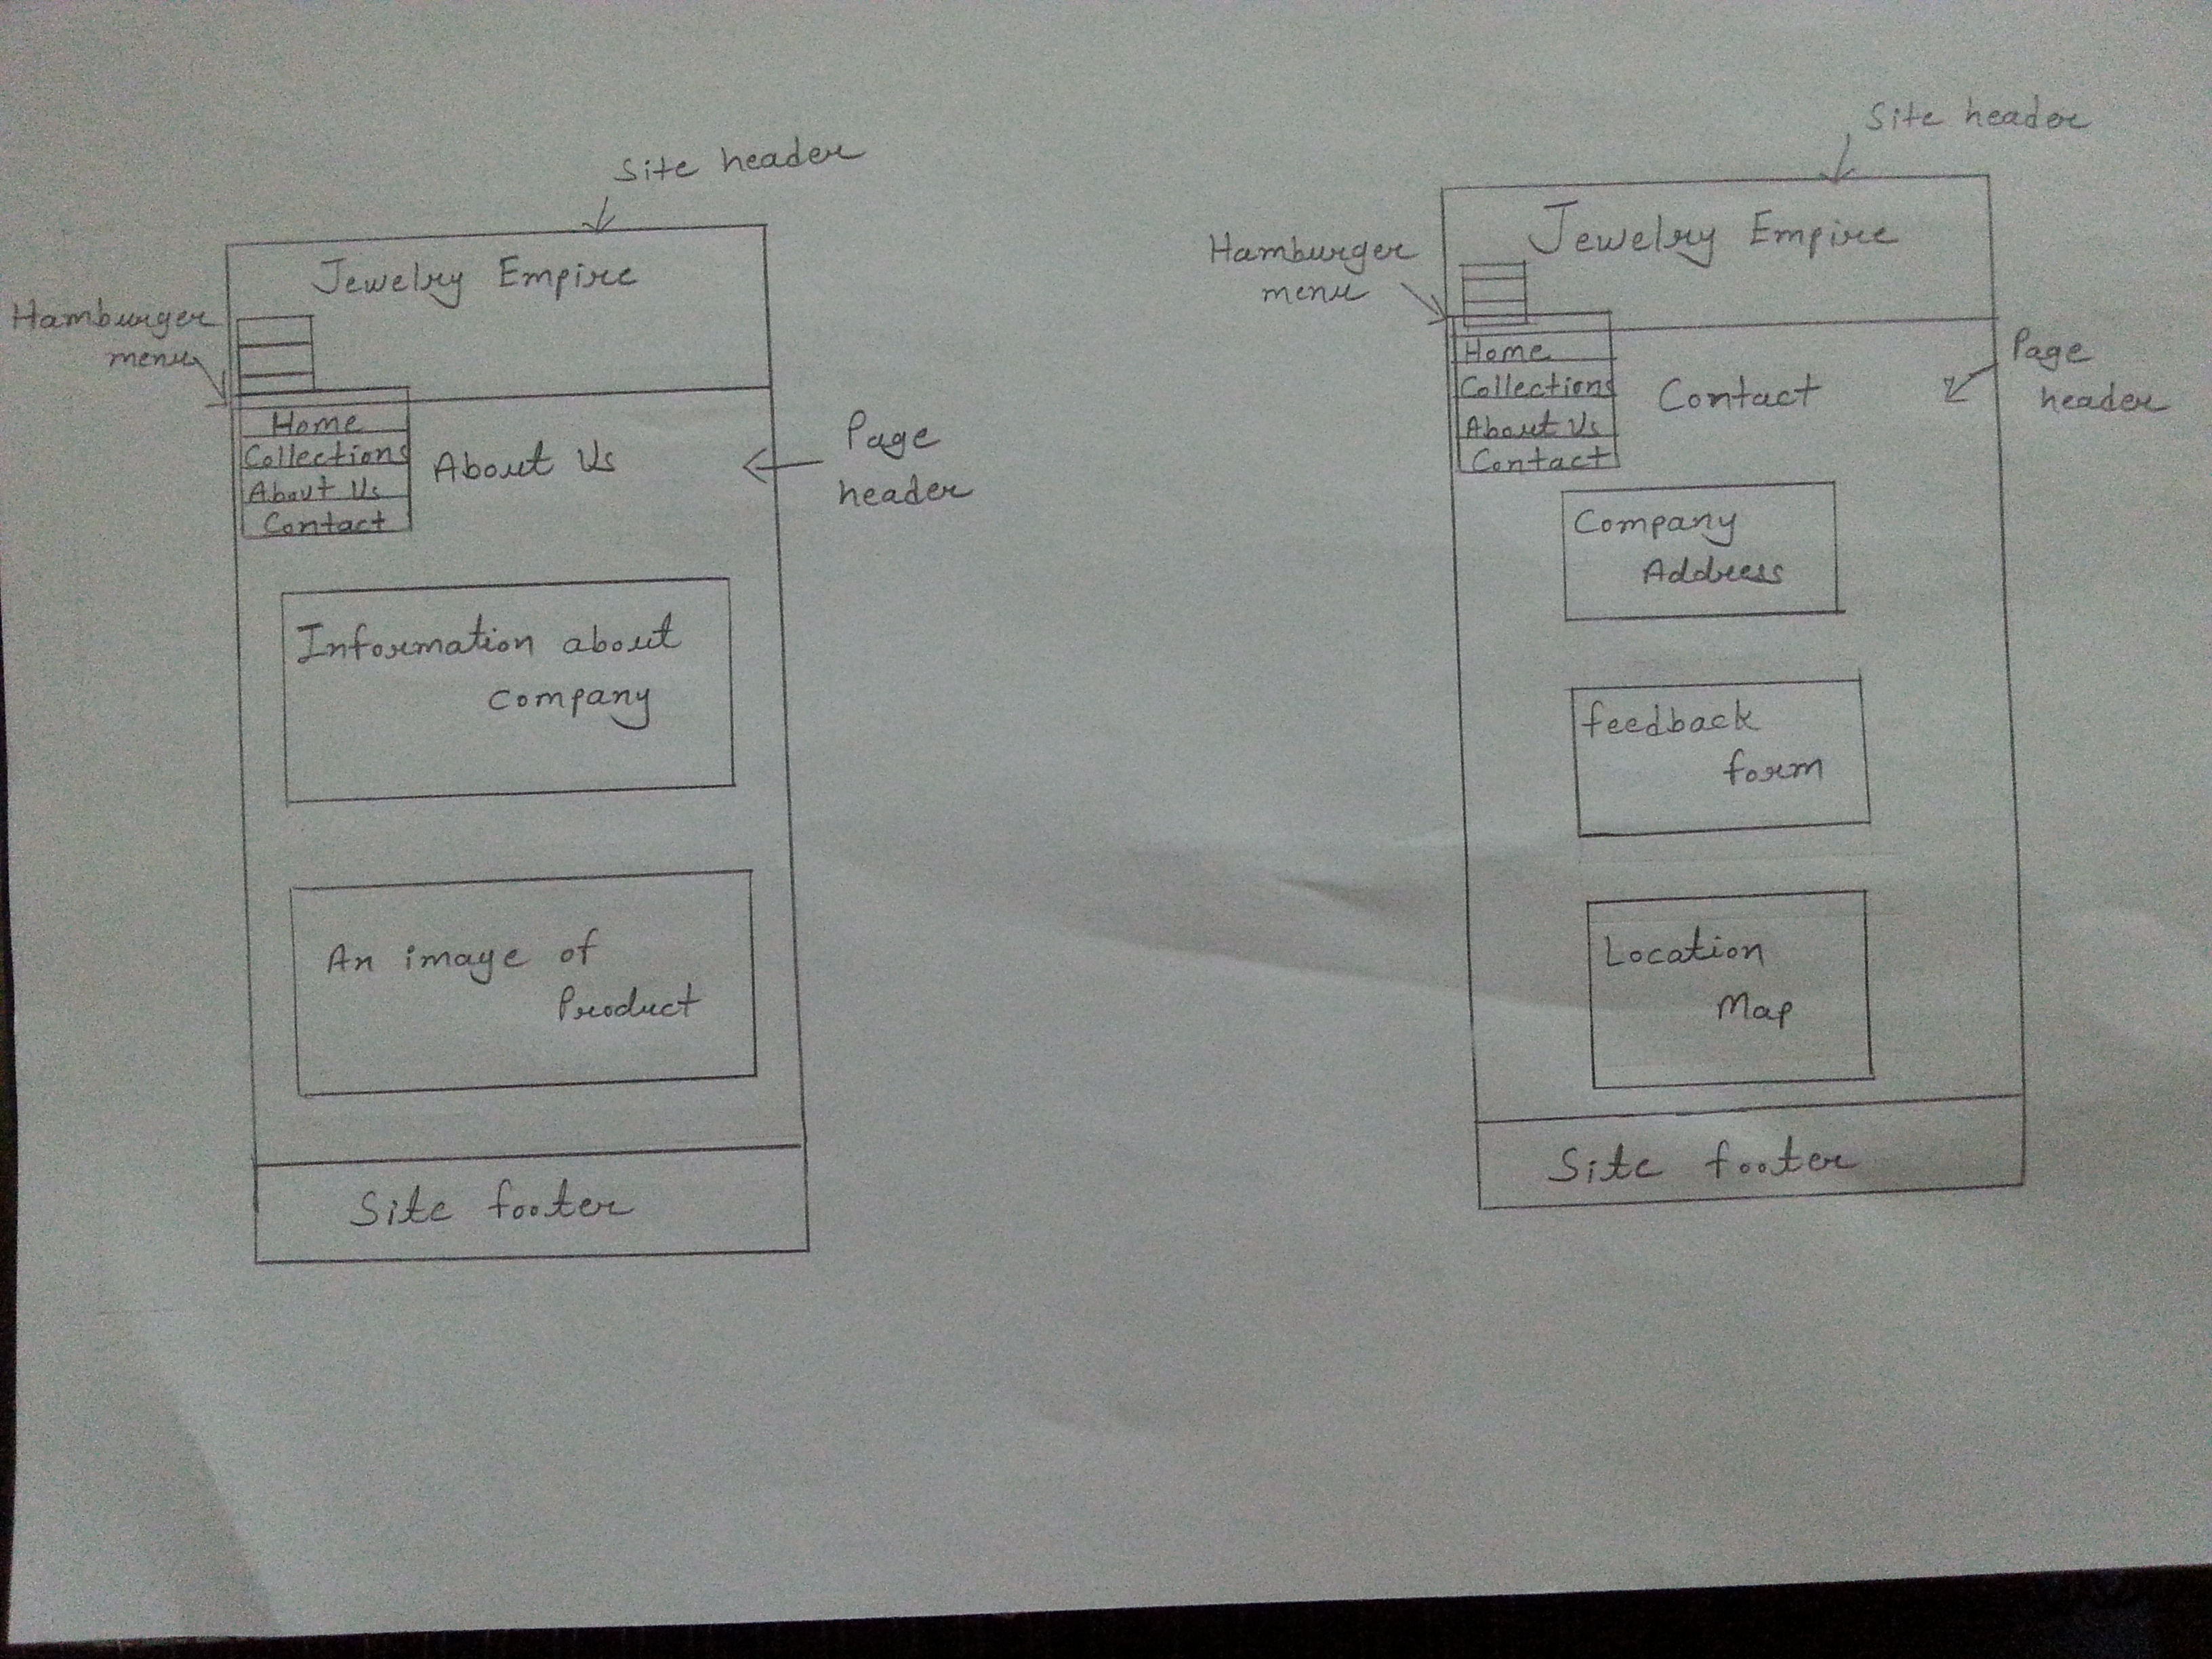 Site header
Jewelry Empire
Hamburger
menu
Home
Collections
About Us
Contact
About Us
Page
header
Information about
company
An image of
Product
Site footer
Site header
Jewelry Empire
Hamburger
menu
Home
Collections
About Us
Contact
Contact
Page
header
Company
Address
feedback
form
Location
Map
Site footer